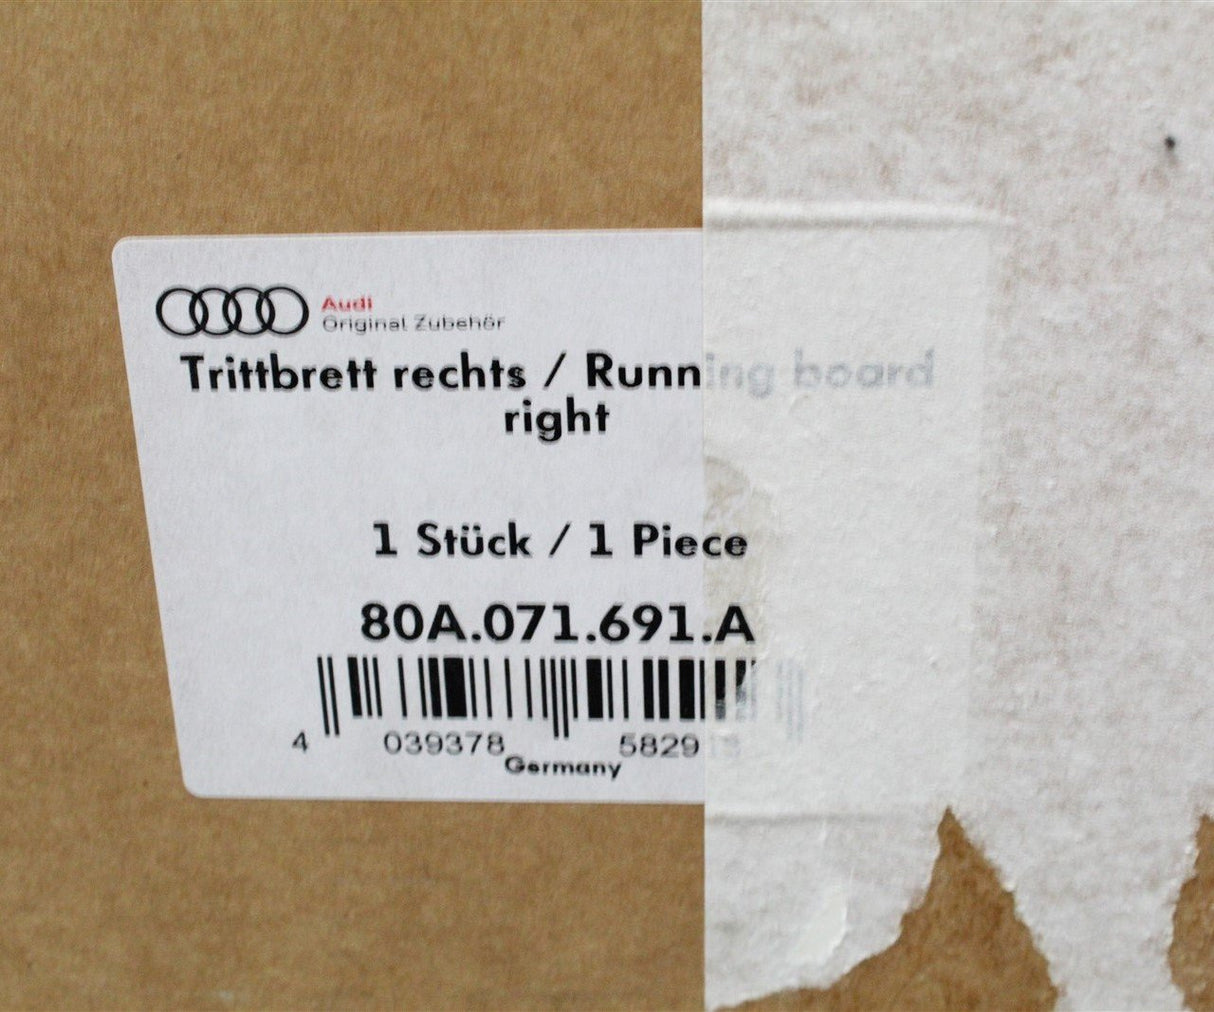 Audi
Original Zubehör
Trittbrett rechts / Running board
right
1 Stück / 1 Piece
80A.071.691.A
4 039378 5829
Germany